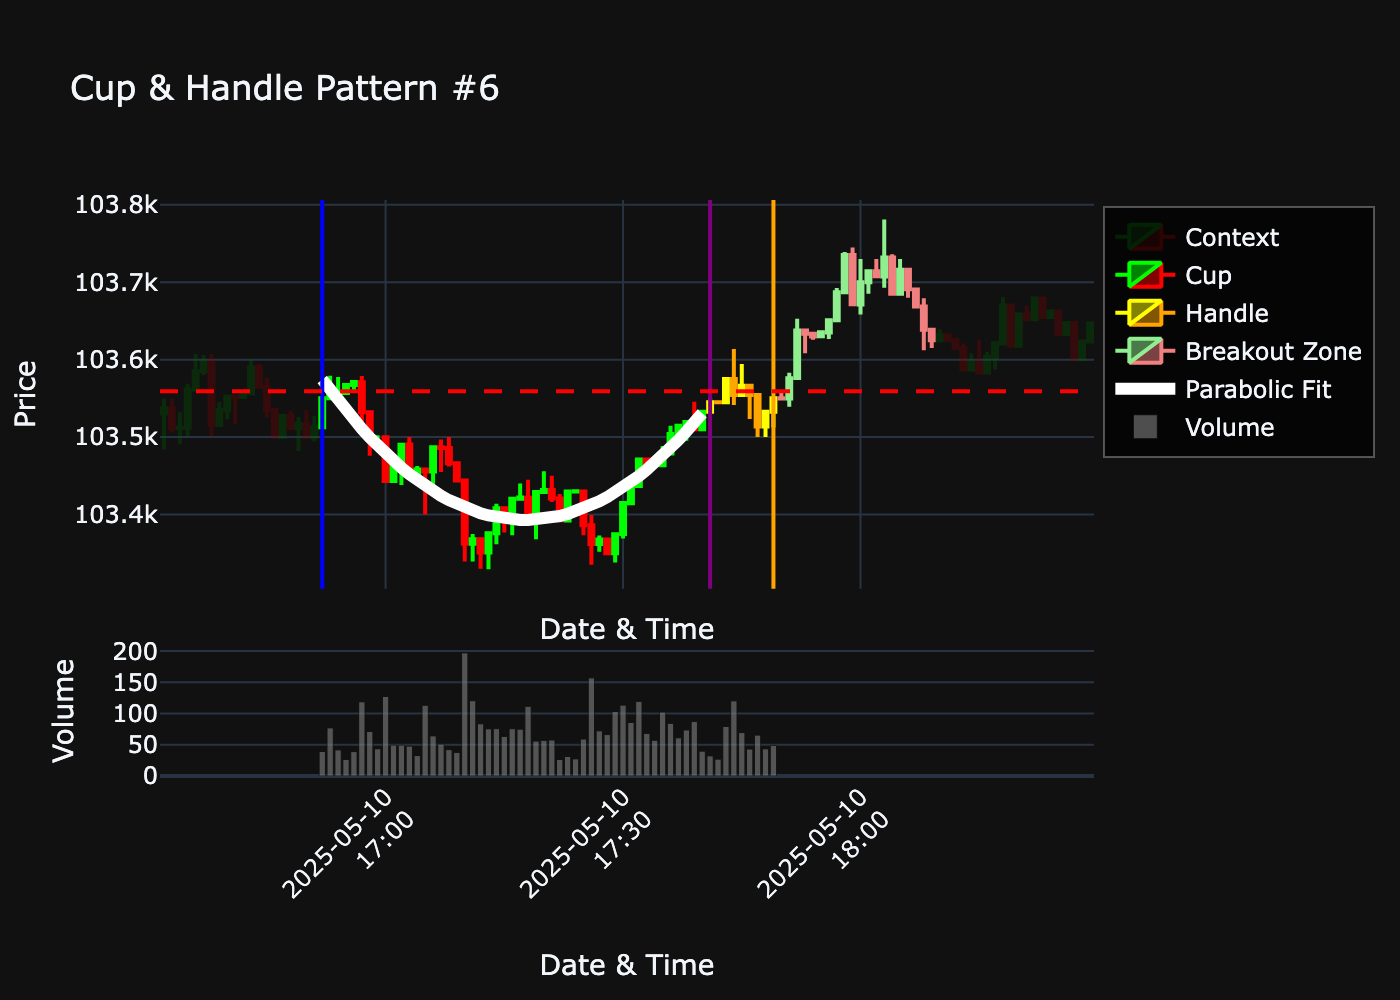 Cup & Handle Pattern #6
Price
103.8k
103.7k
103.6k
103.5k
103.4k
Context
Cup
Handle
Breakout Zone
Parabolic Fit
Volume
Date & Time
Volume
200
150
100
50
0
2025-05-10
17:00
2025-05-10
17:30
2025-05-10
18:00
Date & Time